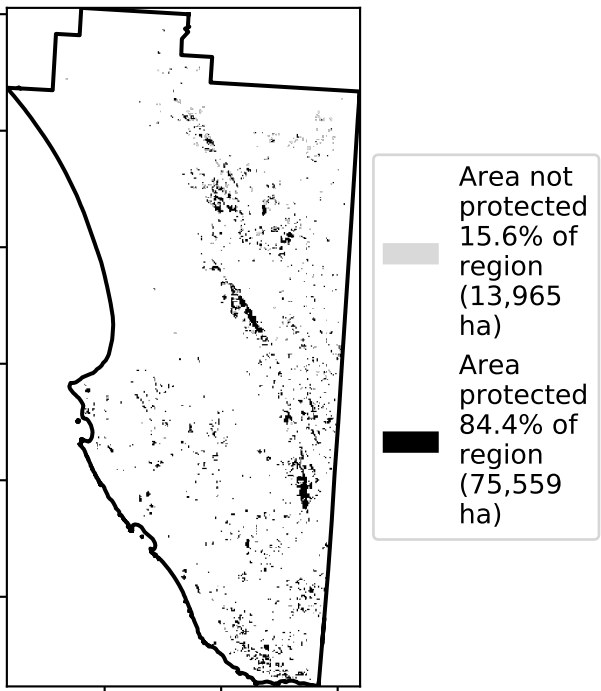 Area not
protected
15.6% of
region
(13,965
ha)
Area
protected
84.4% of
region
(75,559
ha)